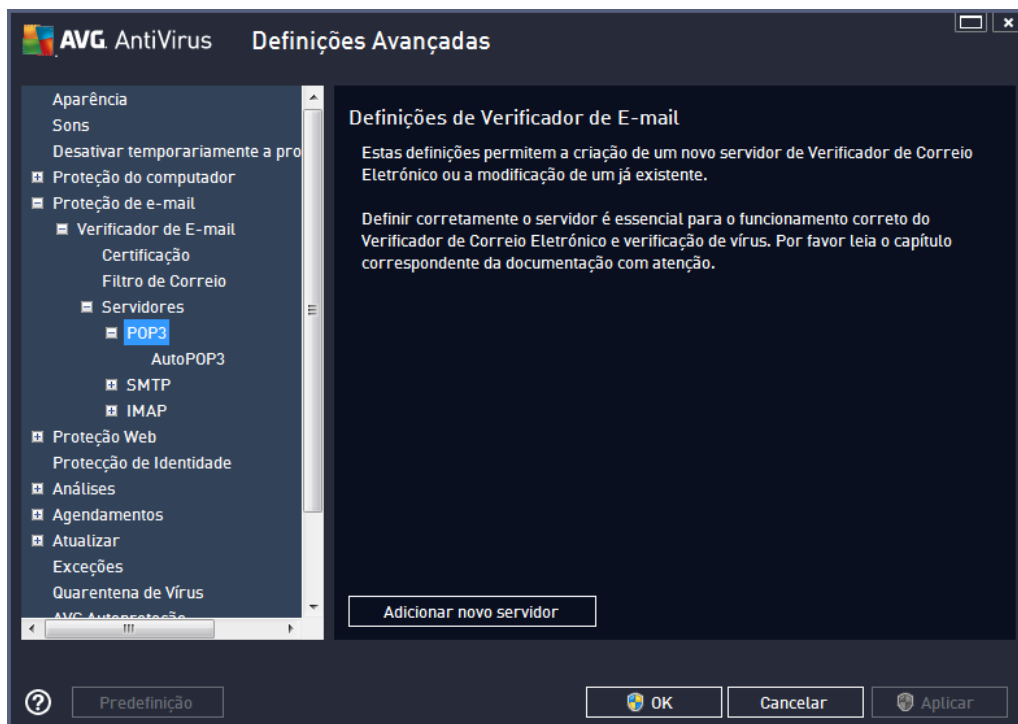 AVG. AntiVirus Definições Avançadas
Aparência
Sons
Desativar temporariamente a pro
Proteção do computador
Proteção de e-mail
Verificador de E-mail
Certificação
Filtro de Correio
Servidores
POP3
AutoPOP3
SMTP
IMAP
Proteção Web
Protecção de Identidade
Análises
Agendamentos
Atualizar
Exceções
Quarentena de Vírus
AVG Autoproteção
Definições de Verificador de E-mail
Estas definições permitem a criação de um novo servidor de Verificador de Correio
Eletrónico ou a modificação de um já existente.
Definir corretamente o servidor é essencial para o funcionamento correto do
Verificador de Correio Eletrónico e verificação de vírus. Por favor leia o capítulo
correspondente da documentação com atenção.
Adicionar novo servidor
Predefinição
OK
Cancelar
Aplicar